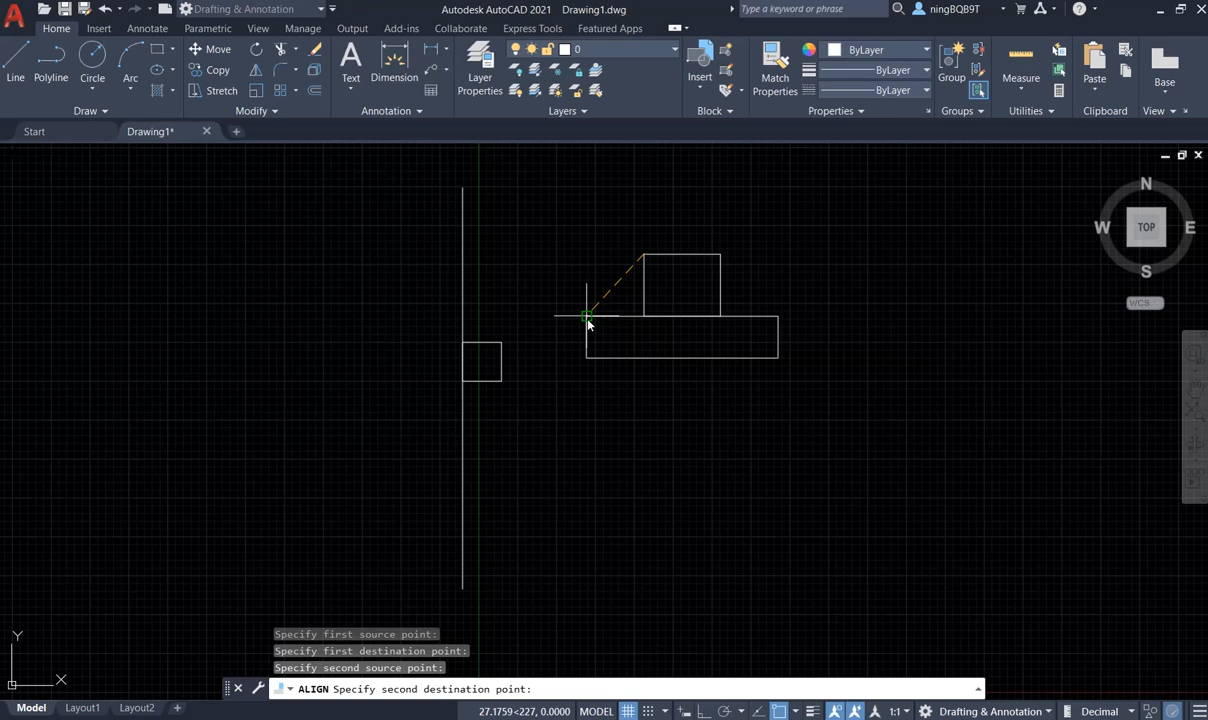 Drafting & Annotation
Autodesk AutoCAD 2021 Drawing1.dwg
Type a keyword or phrase
ningBQB9T
Home Insert Annotate Parametric View Manage Output Add-ins Collaborate Express Tools Featured Apps
Line Polyline Circle Arc
Move
Copy
Stretch
Text Dimension
Layer Properties
0
Insert
Match Properties
ByLayer
ByLayer
ByLayer
Group
Measure
Paste
Base
Draw Modify Annotation Layers Block Properties Groups Utilities Clipboard View
Start Drawing1*
N
W TOP E
S
WCS
Specify first source point:
Specify first destination point:
Specify second source point:
ALIGN Specify second destination point:
Y
X
Model Layout1 Layout2
27.1759<227, 0.0000 MODEL 1:1 Drafting & Annotation Decimal